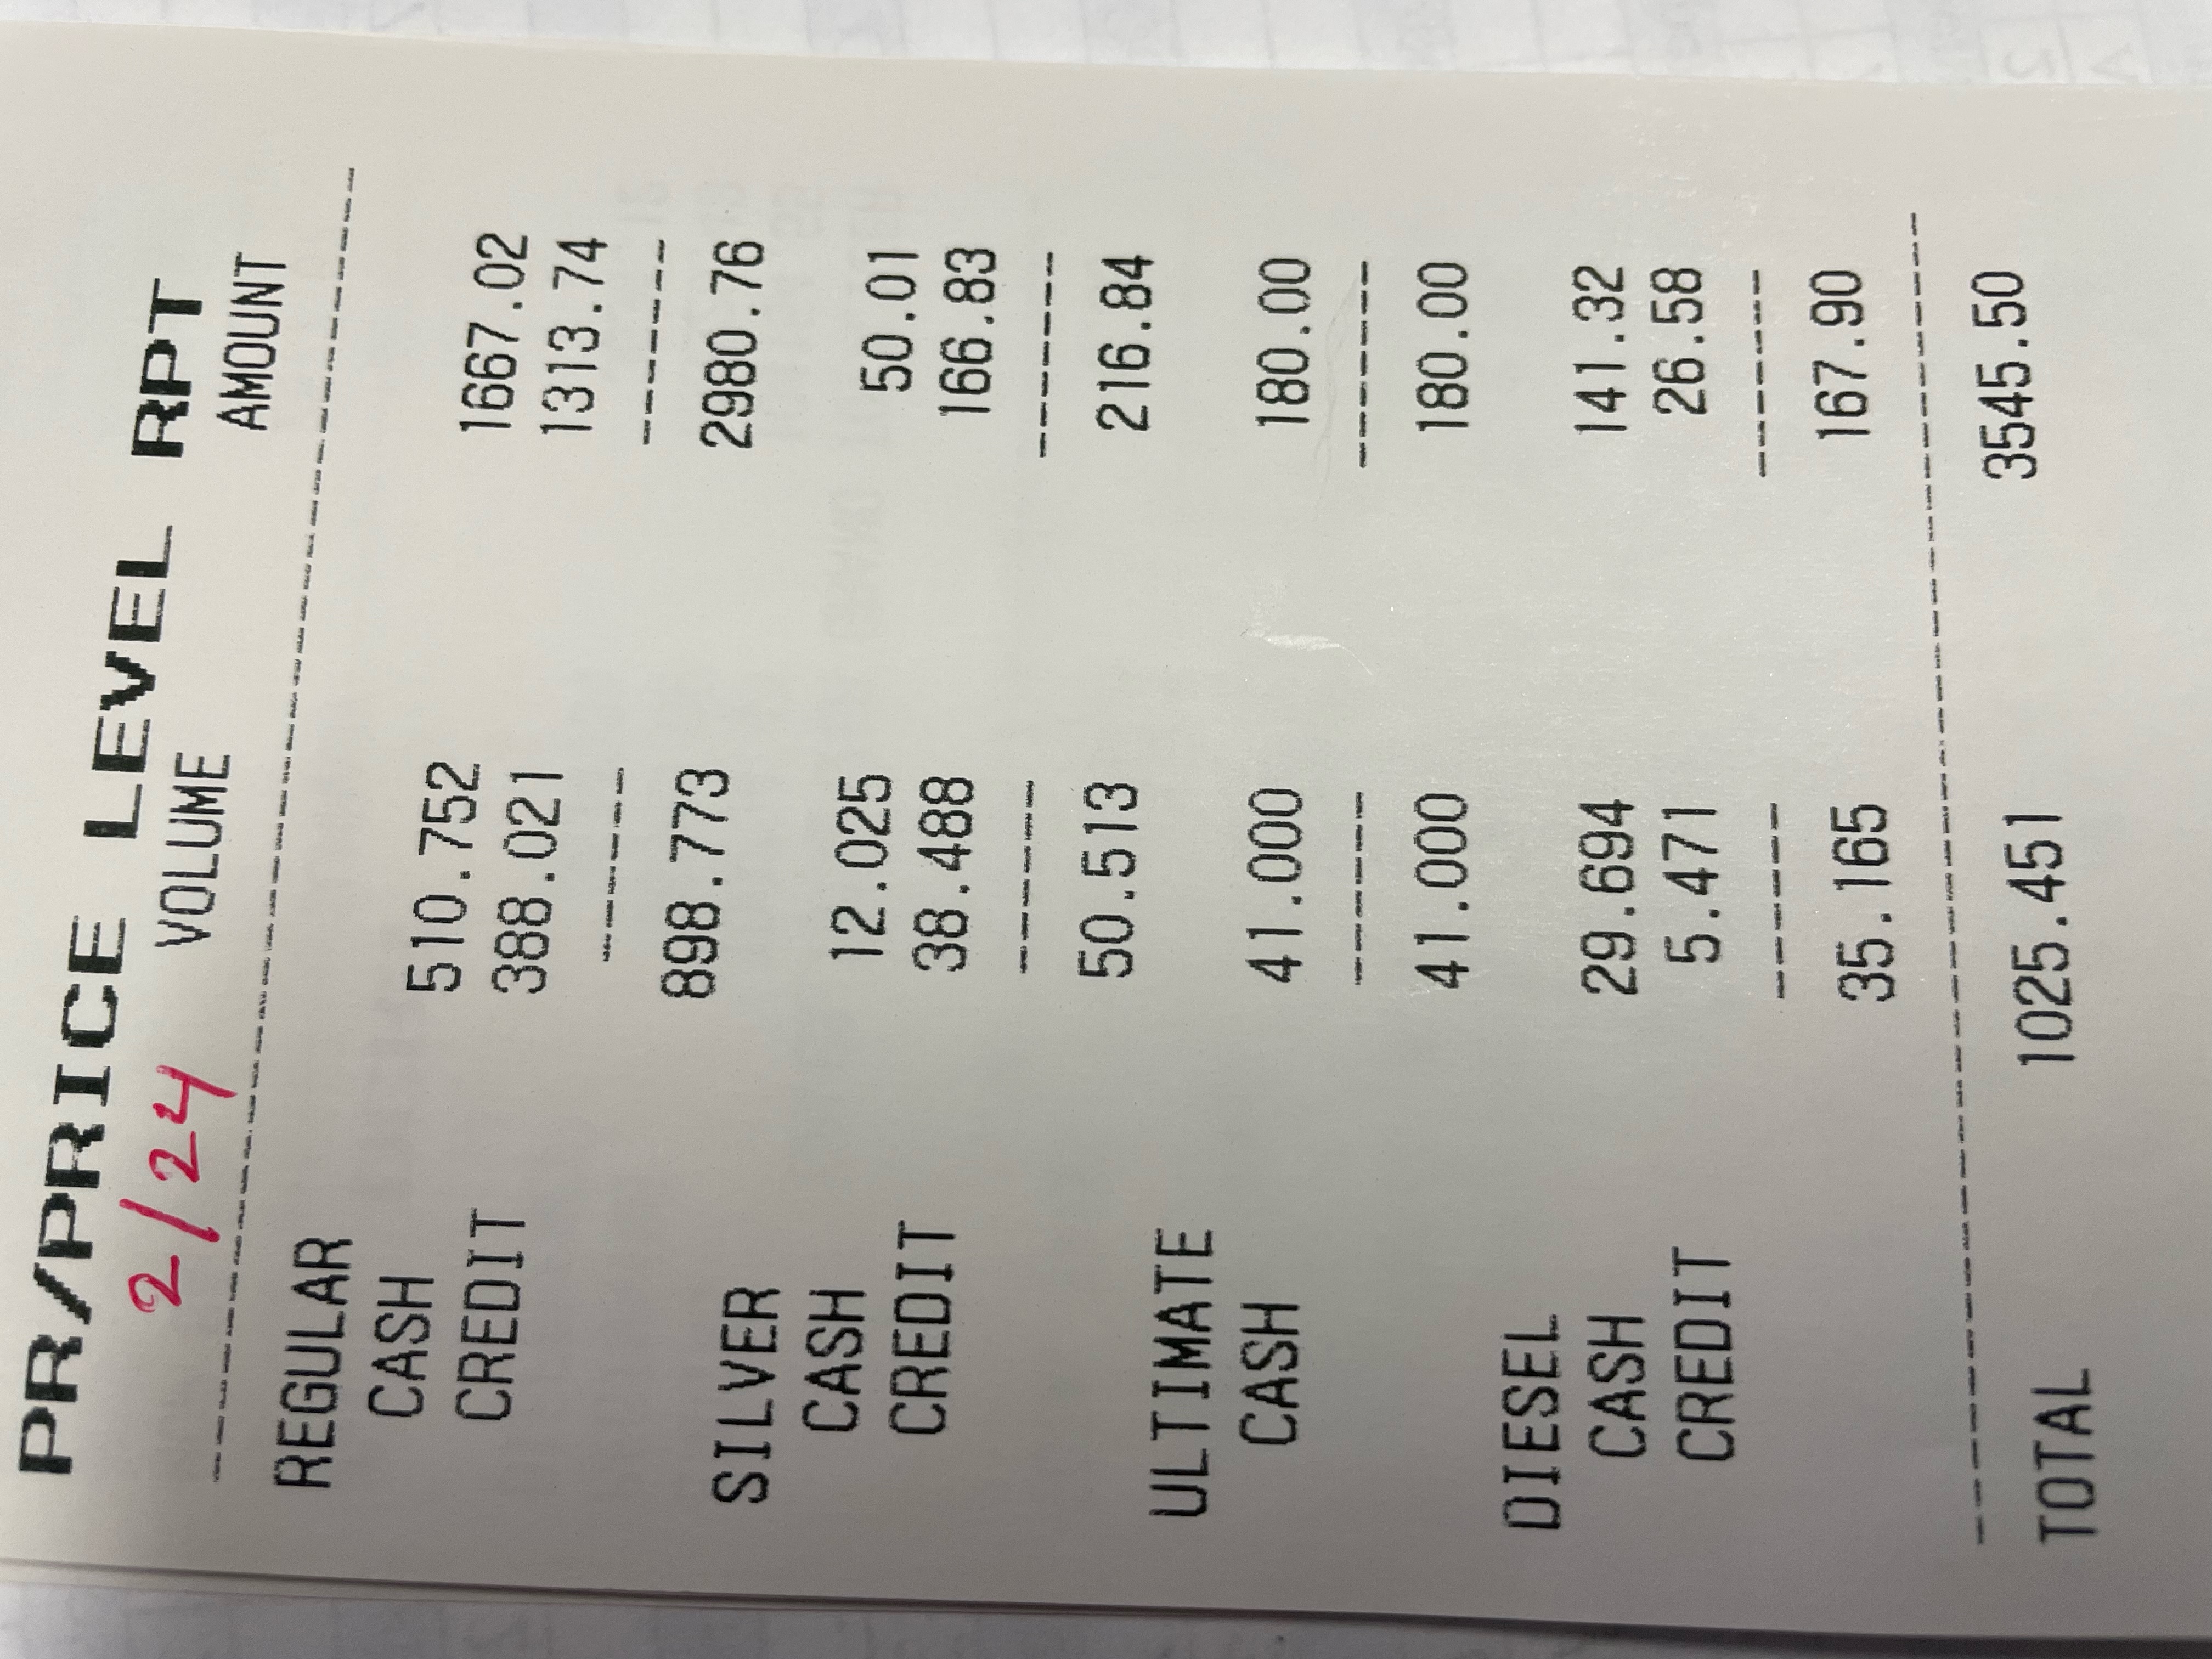 PR/PRICE LEVEL RPT
2/24 VOLUME AMOUNT
REGULAR
CASH 510.752 1667.02
CREDIT 388.021 1313.74
898.773 2980.76
SILVER
CASH 12.025 50.01
CREDIT 38.488 166.83
50.513 216.84
ULTIMATE
CASH 41.000 180.00
41.000 180.00
DIESEL
CASH 29.694 141.32
CREDIT 5.471 26.58
35.165 167.90
TOTAL 1025.451 3545.50